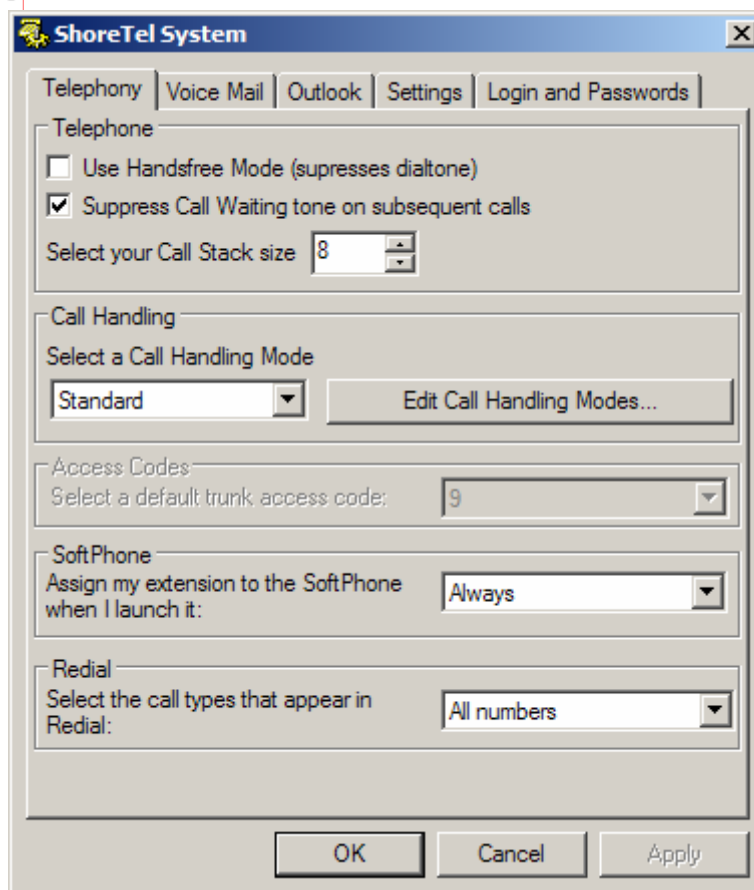 ShoreTel System
Telephony Voice Mail Outlook Settings Login and Passwords
Telephone
Use Handsfree Mode (supresses dialtone)
Suppress Call Waiting tone on subsequent calls
Select your Call Stack size 8
Call Handling
Select a Call Handling Mode
Standard Edit Call Handling Modes...
Access Codes
Select a default trunk access code: 9
SoftPhone
Assign my extension to the SoftPhone
when I launch it:
Always
Redial
Select the call types that appear in
Redial:
All numbers
OK Cancel Apply